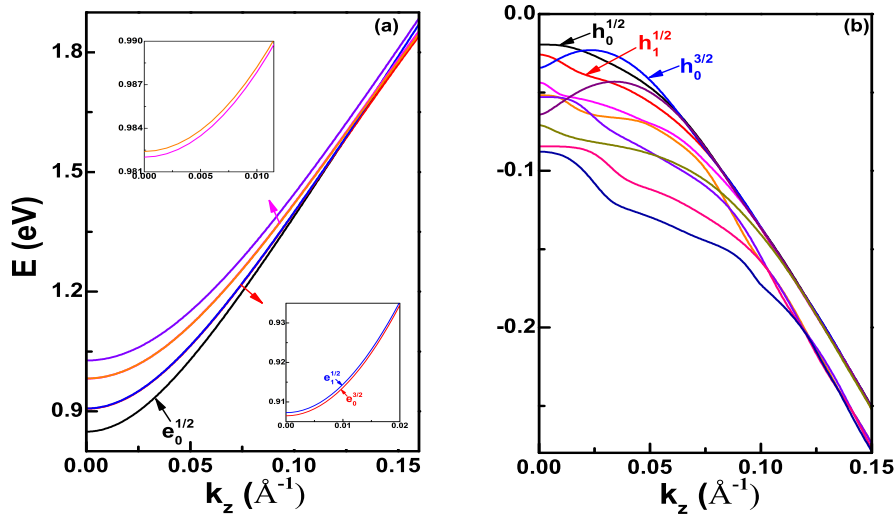 (a)
E (eV)
1.8
1.5
1.2
0.9
0.990
0.987
0.984
0.981
0.000 0.005 0.010
0.93
0.92
0.91
0.00 0.01 0.02
e₁^1/2
e₀^3/2
e₀^1/2
0.00 0.05 0.10 0.15
k_z (Å⁻¹)
(b)
0.0
-0.1
-0.2
h₀^1/2
h₁^1/2
h₀^3/2
0.00 0.05 0.10 0.15
k_z (Å⁻¹)